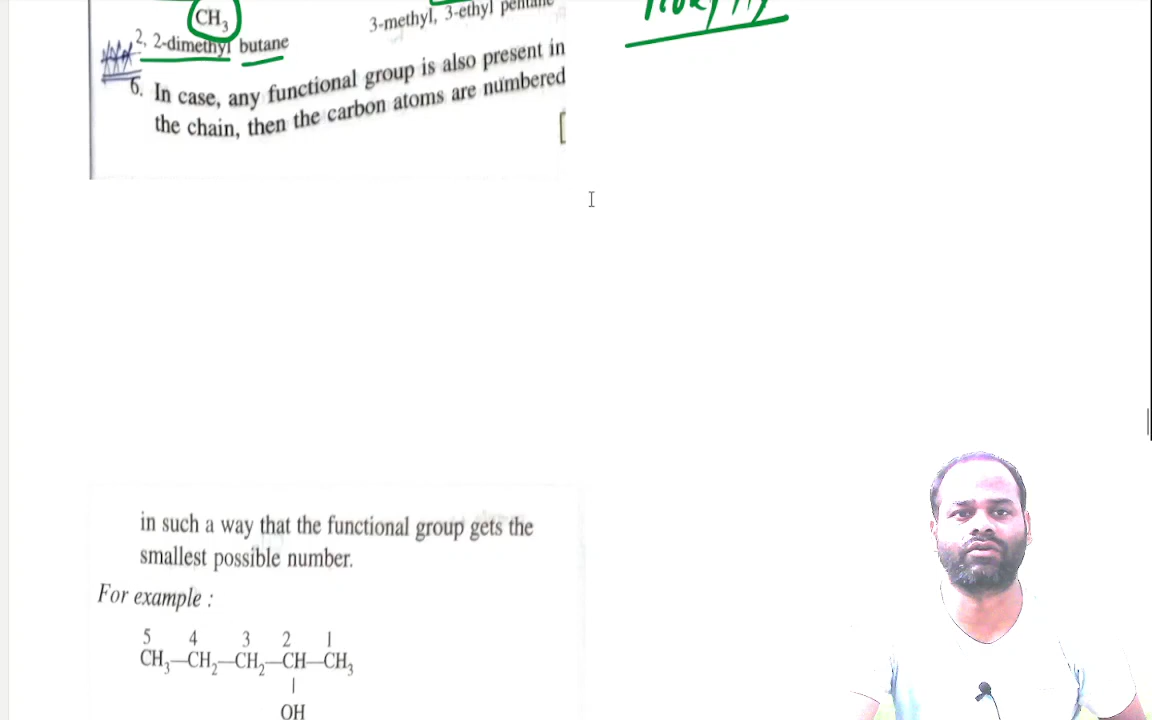 CH3
3-methyl, 3-ethyl pentane
2, 2-dimethyl butane
6. In case, any functional group is also present in
the chain, then the carbon atoms are numbered
in such a way that the functional group gets the
smallest possible number.
For example :
5 4 3 2 1
CH3—CH2—CH2—CH—CH3
|
OH